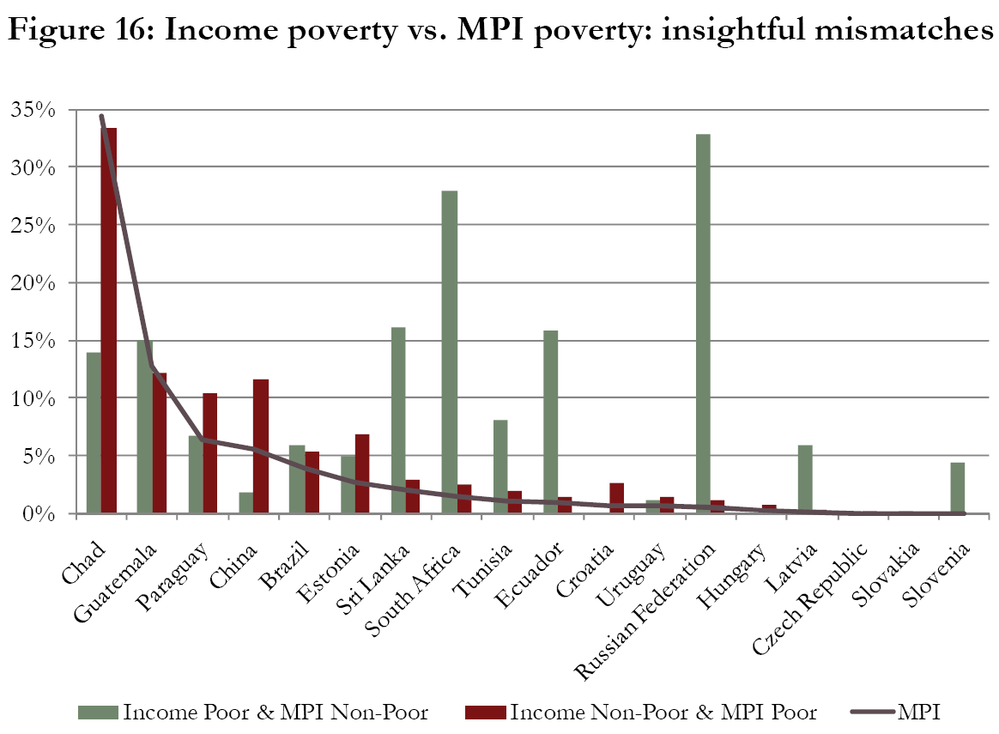 Figure 16: Income poverty vs. MPI poverty: insightful mismatches
35%
30%
25%
20%
15%
10%
5%
0%
Chad
Guatemala
Paraguay
China
Brazil
Estonia
Sri Lanka
South Africa
Tunisia
Ecuador
Croatia
Uruguay
Russian Federation
Hungary
Latvia
Czech Republic
Slovakia
Slovenia
Income Poor & MPI Non-Poor
Income Non-Poor & MPI Poor
MPI